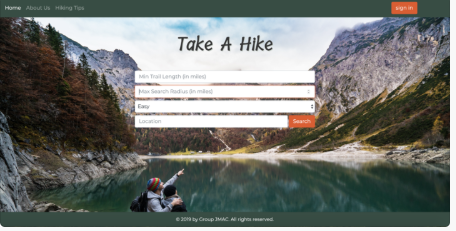 Home About Us Hiking Tips sign in
Take A Hike
Min Trail Length (in miles)
Max Search Radius (in miles)
Easy
Location Search
© 2019 by Group JMAC. All rights reserved.